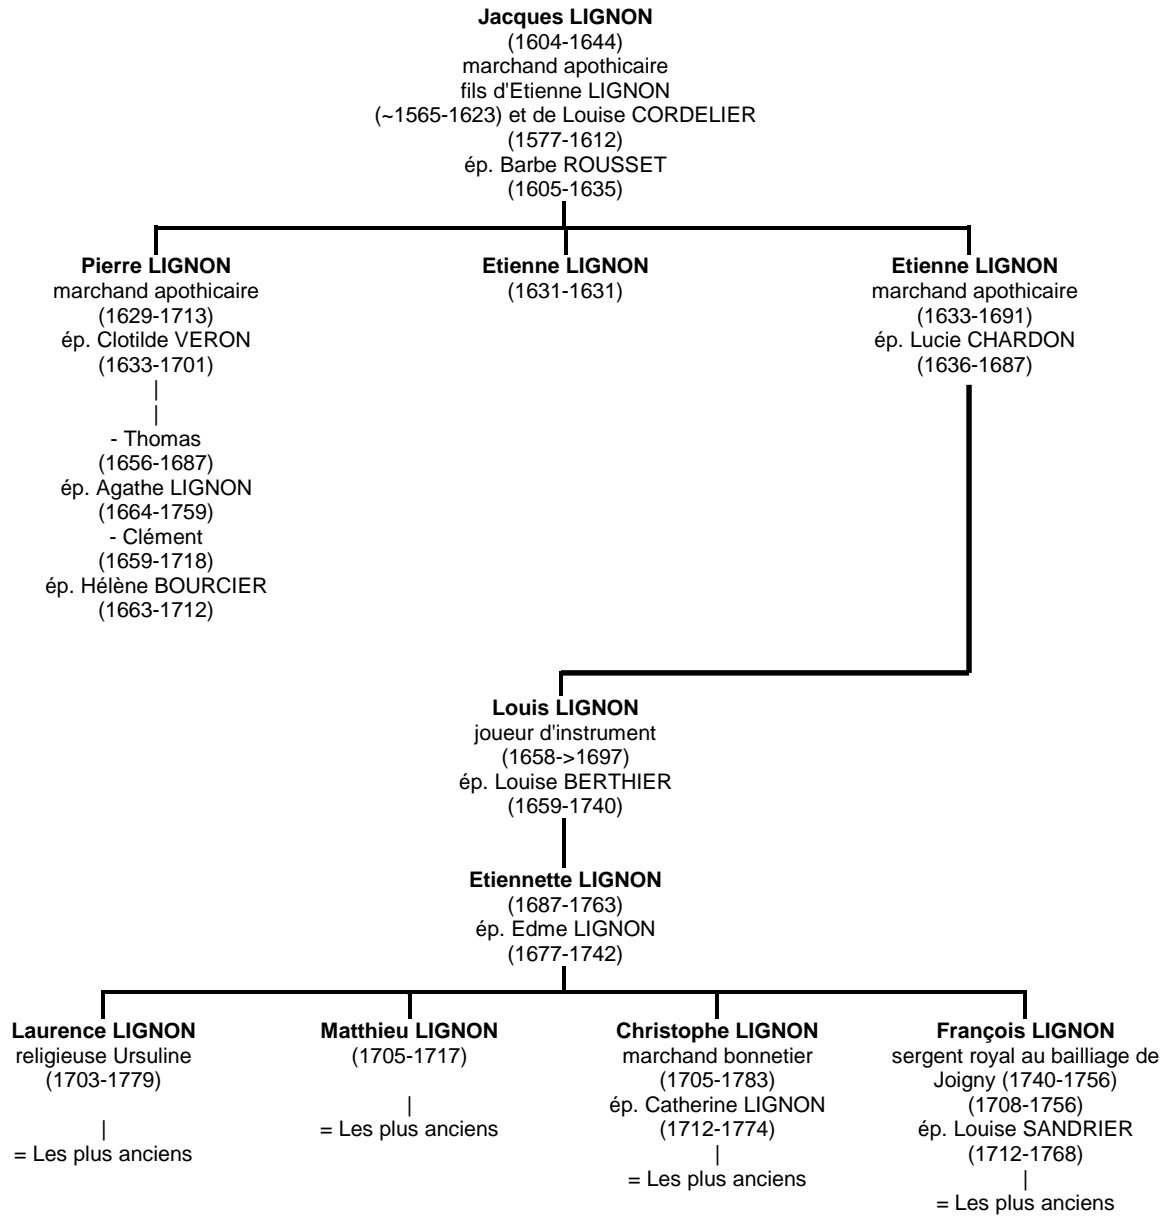 Jacques LIGNON
(1604-1644)
marchand apothicaire
fils d'Etienne LIGNON
(~1565-1623) et de Louise CORDELIER
(1577-1612)
ép. Barbe ROUSSET
(1605-1635)
Pierre LIGNON
marchand apothicaire
(1629-1713)
ép. Clotilde VERON
(1633-1701)
|
|
- Thomas
(1656-1687)
ép. Agathe LIGNON
(1664-1759)
- Clément
(1659-1718)
ép. Hélène BOURCIER
(1663-1712)
Etienne LIGNON
(1631-1631)
Etienne LIGNON
marchand apothicaire
(1633-1691)
ép. Lucie CHARDON
(1636-1687)
Louis LIGNON
joueur d'instrument
(1658->1697)
ép. Louise BERTHIER
(1659-1740)
Etiennette LIGNON
(1687-1763)
ép. Edme LIGNON
(1677-1742)
Laurence LIGNON
religieuse Ursuline
(1703-1779)
|
= Les plus anciens
Matthieu LIGNON
(1705-1717)
|
= Les plus anciens
Christophe LIGNON
marchand bonnetier
(1705-1783)
ép. Catherine LIGNON
(1712-1774)
|
= Les plus anciens
François LIGNON
sergent royal au bailliage de
Joigny (1740-1756)
(1708-1756)
ép. Louise SANDRIER
(1712-1768)
|
= Les plus anciens